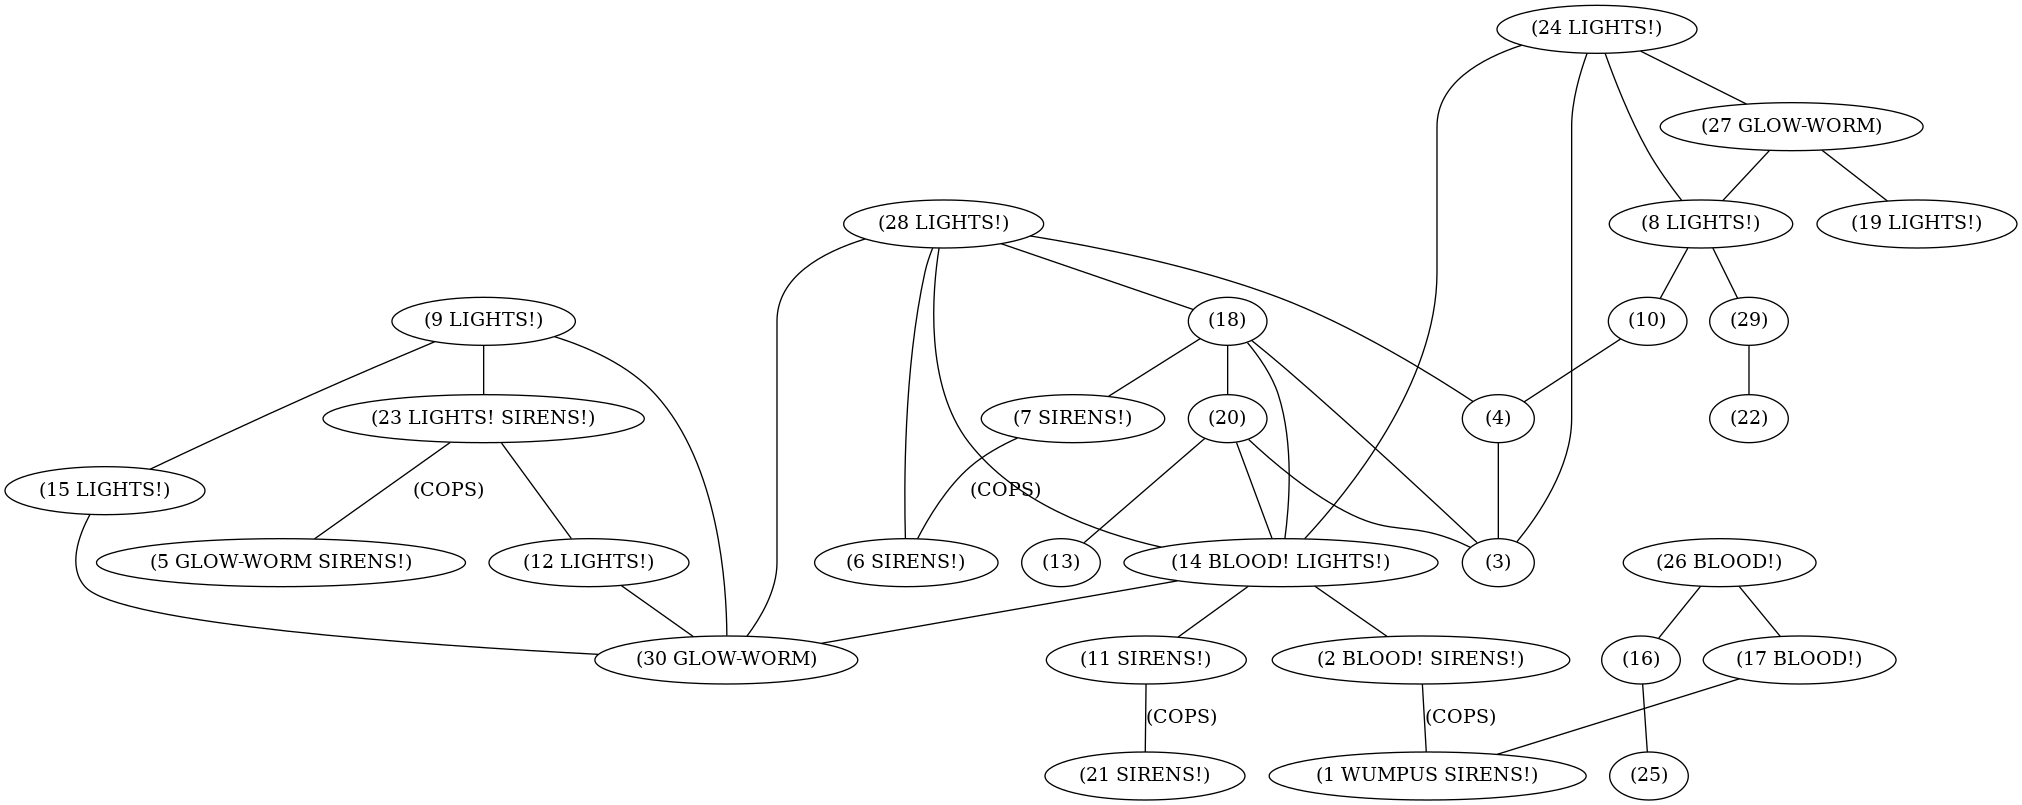 (24 LIGHTS!)
(27 GLOW-WORM)
(28 LIGHTS!)
(8 LIGHTS!)
(19 LIGHTS!)
(9 LIGHTS!)
(18)
(10)
(29)
(23 LIGHTS! SIRENS!)
(7 SIRENS!)
(20)
(4)
(22)
(15 LIGHTS!)
(COPS)
(COPS)
(5 GLOW-WORM SIRENS!)
(12 LIGHTS!)
(6 SIRENS!)
(13)
(14 BLOOD! LIGHTS!)
(3)
(26 BLOOD!)
(30 GLOW-WORM)
(11 SIRENS!)
(2 BLOOD! SIRENS!)
(16)
(17 BLOOD!)
(COPS)
(COPS)
(21 SIRENS!)
(1 WUMPUS SIRENS!)
(25)